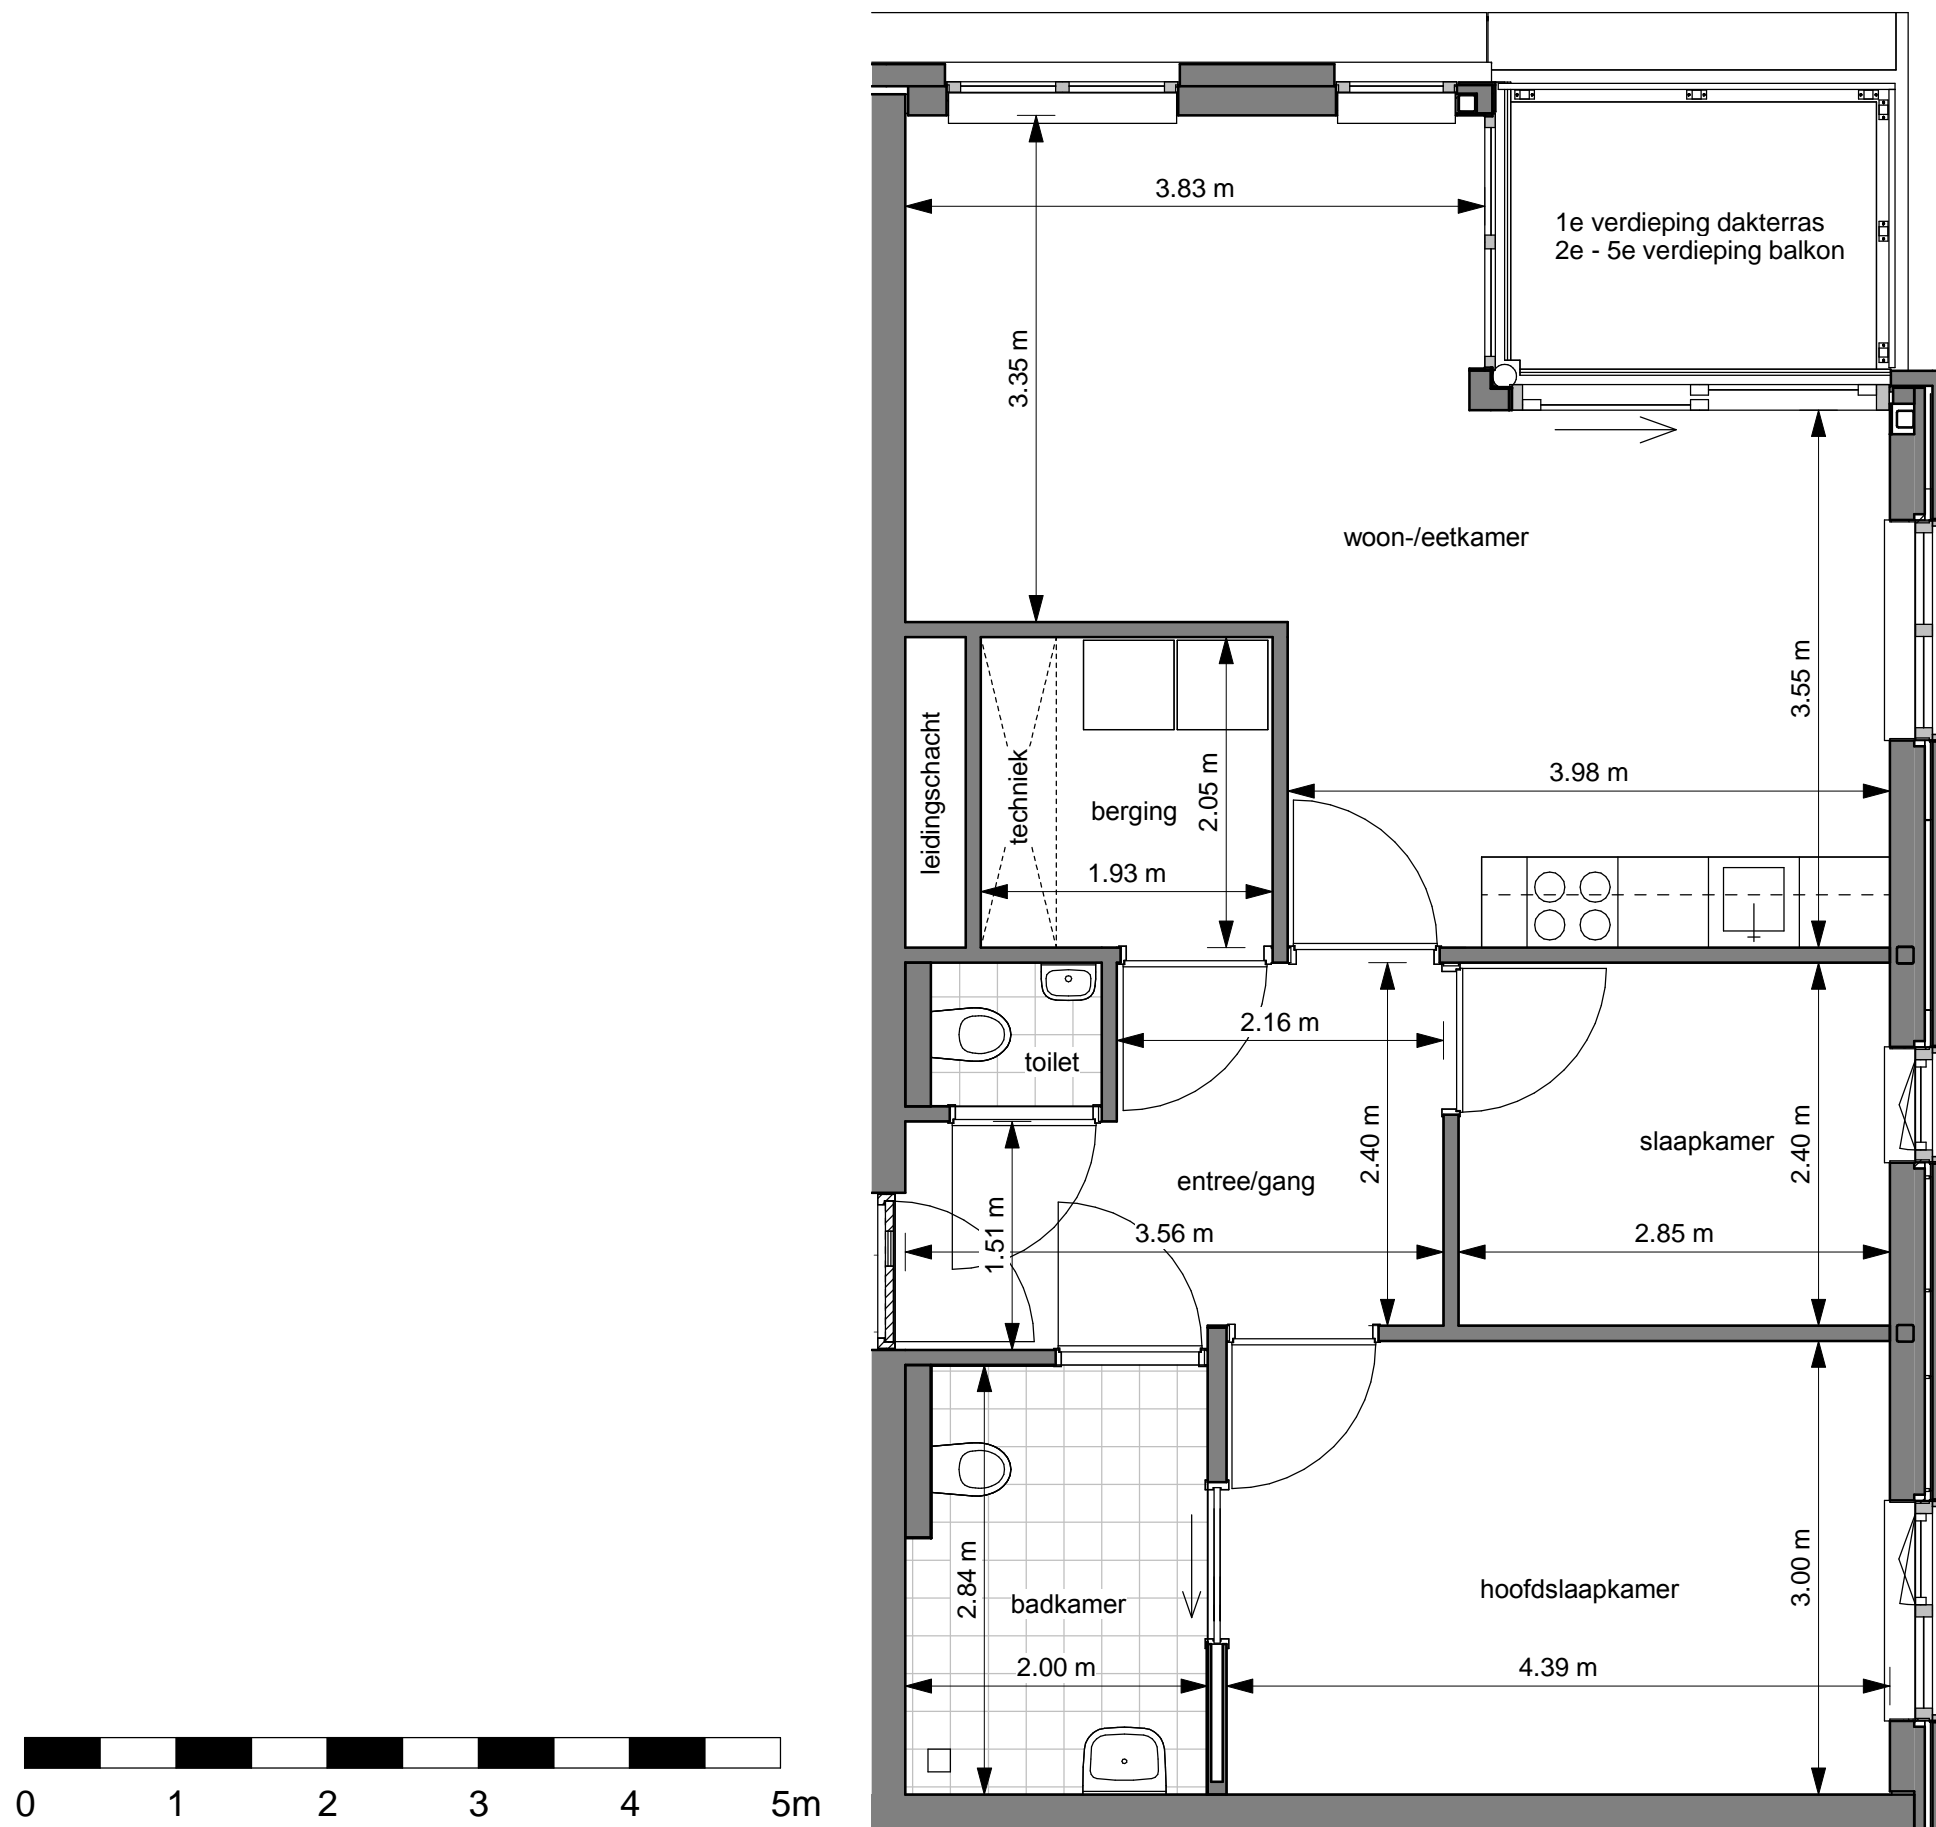 3.83 m
1e verdieping dakterras
2e - 5e verdieping balkon
3.35 m
woon-/eetkamer
3.55 m
leidingschacht
techniek
berging
2.05 m
3.98 m
1.93 m
2.16 m
toilet
2.40 m
slaapkamer
2.40 m
entree/gang
1.51 m
3.56 m
2.85 m
2.84 m
badkamer
hoofdslaapkamer
3.00 m
2.00 m
4.39 m
0 1 2 3 4 5m